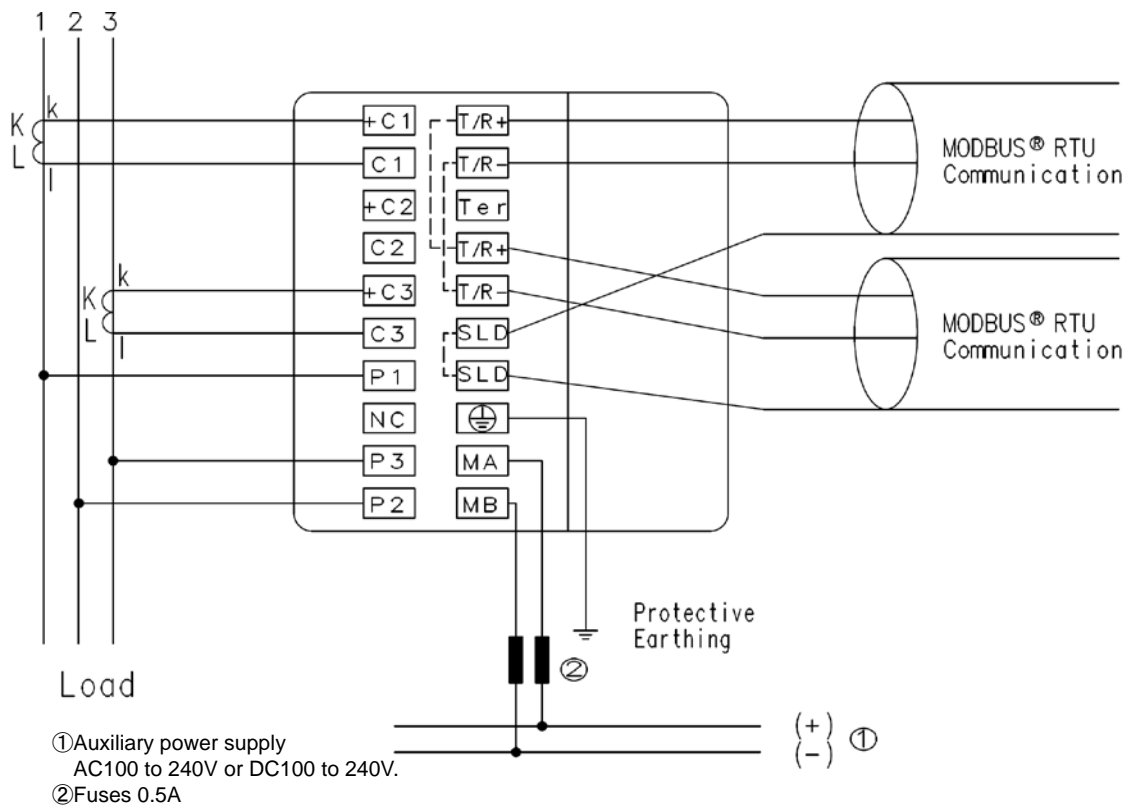 1 2 3
k
K
L
l
k
K
L
l
+C1 T/R+
C1 T/R-
+C2 Ter
C2 T/R+
+C3 T/R-
C3 SLD
P1 SLD
NC
P3 MA
P2 MB
MODBUS® RTU
Communication
MODBUS® RTU
Communication
Protective
Earthing
②
Load
(+)
(-)
①
①Auxiliary power supply
AC100 to 240V or DC100 to 240V.
②Fuses 0.5A